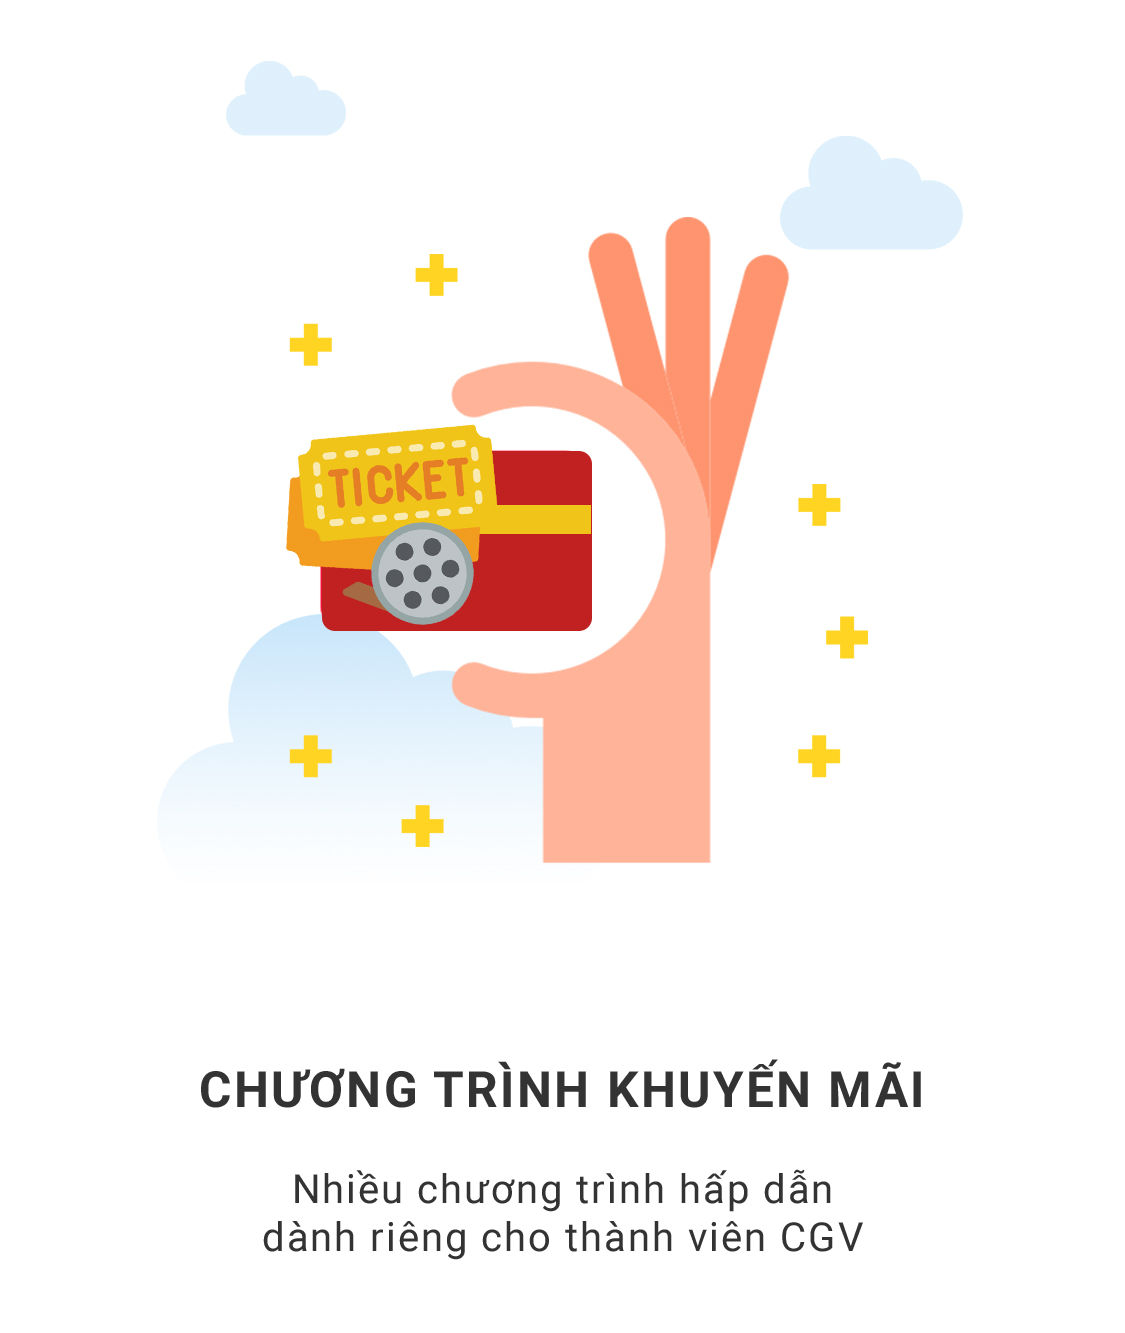 TICKET
CHƯƠNG TRÌNH KHUYẾN MÃI
Nhiều chương trình hấp dẫn
dành riêng cho thành viên CGV